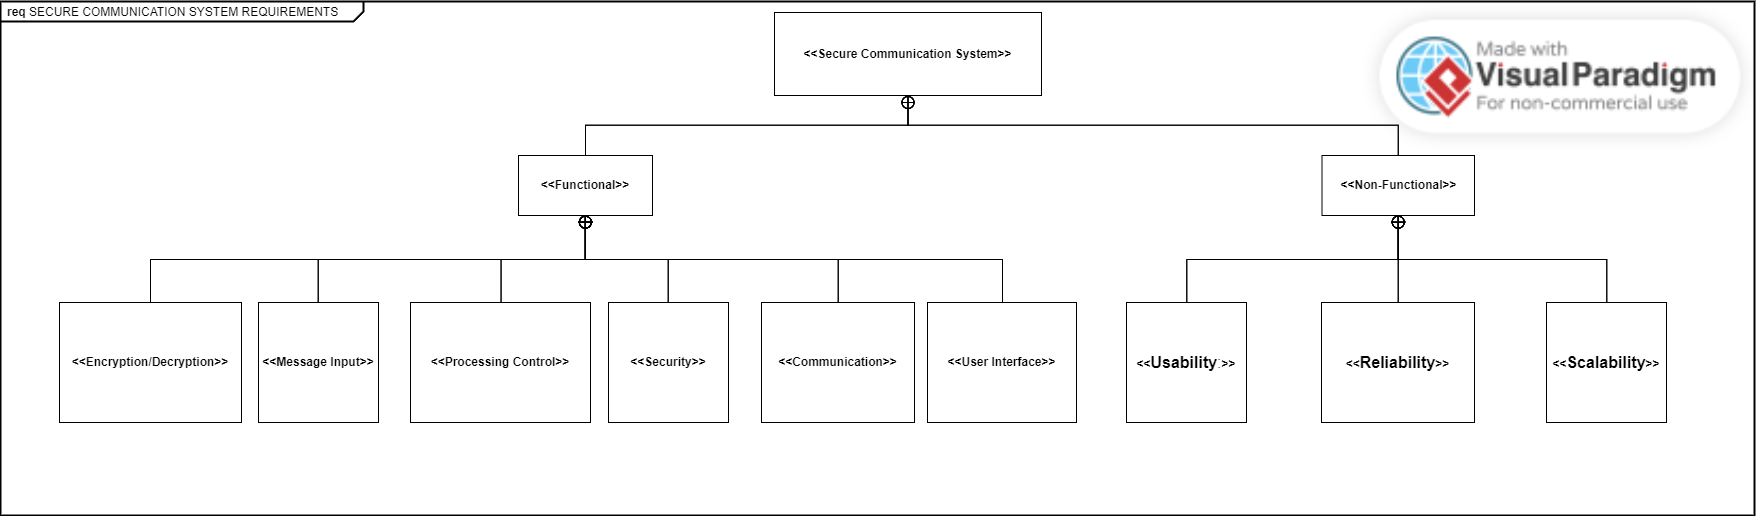 req SECURE COMMUNICATION SYSTEM REQUIREMENTS
<<Secure Communication System>>
Made with
Visual Paradigm
For non-commercial use
<<Functional>>
<<Non-Functional>>
<<Encryption/Decryption>>
<<Message Input>>
<<Processing Control>>
<<Security>>
<<Communication>>
<<User Interface>>
<<Usability:>>
<<Reliability>>
<<Scalability>>